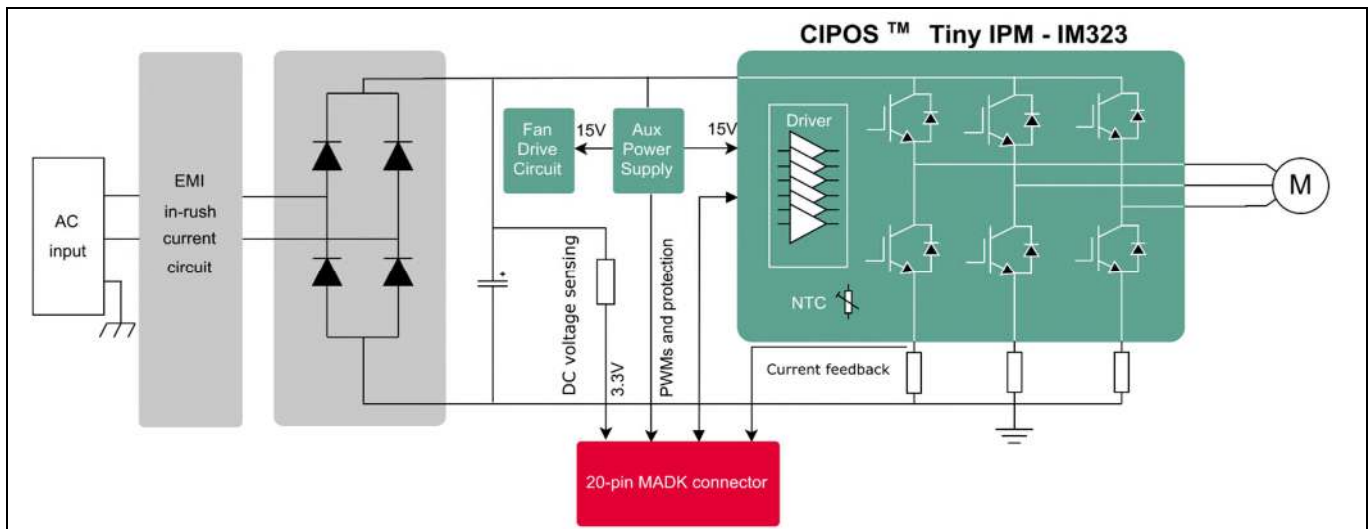 CIPOS ™ Tiny IPM - IM323
AC
input
EMI
in-rush
current
circuit
Fan
Drive
Circuit
15V
Aux
Power
Supply
15V
Driver
NTC
M
DC voltage sensing
3.3V
PWMs and protection
Current feedback
+
20-pin MADK connector